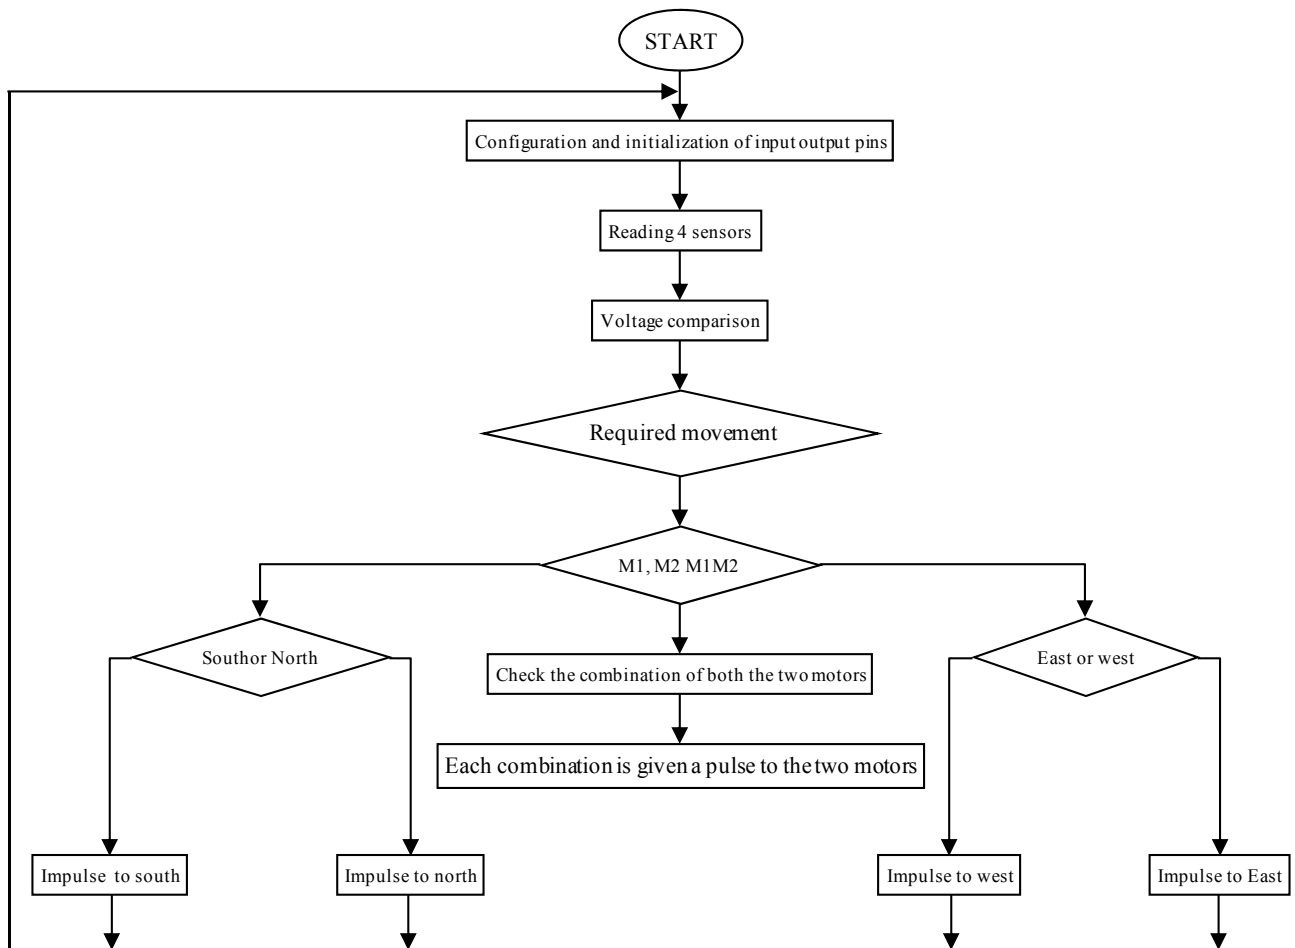 START
Configuration and initialization of input output pins
Reading 4 sensors
Voltage comparison
Required movement
M1, M2 M1M2
Southor North
Check the combination of both the two motors
East or west
Each combination is given a pulse to the two motors
Impulse to south
Impulse to north
Impulse to west
Impulse to East